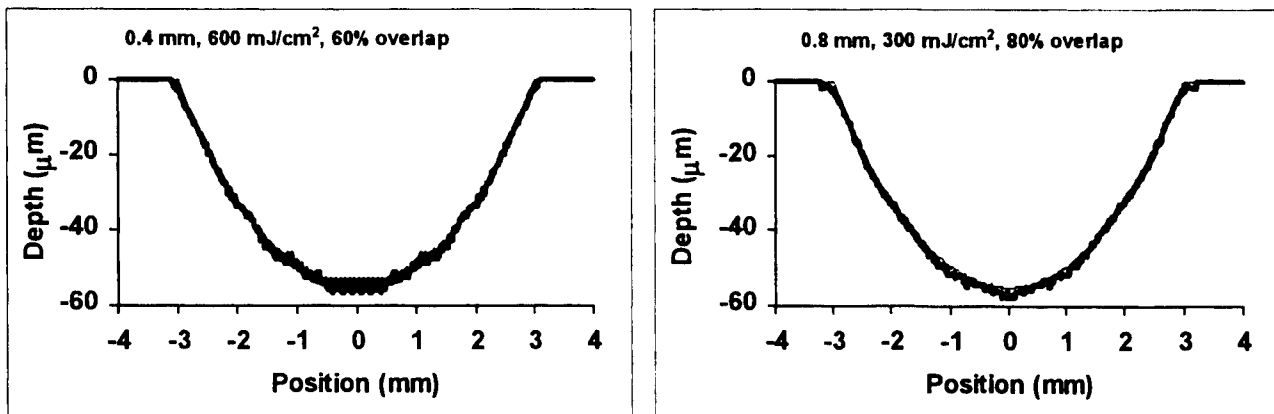 0.4 mm, 600 mJ/cm², 60% overlap
0
-20
-40
-60
Depth (μm)
-4 -3 -2 -1 0 1 2 3 4
Position (mm)
0.8 mm, 300 mJ/cm², 80% overlap
0
-20
-40
-60
Depth (μm)
-4 -3 -2 -1 0 1 2 3 4
Position (mm)